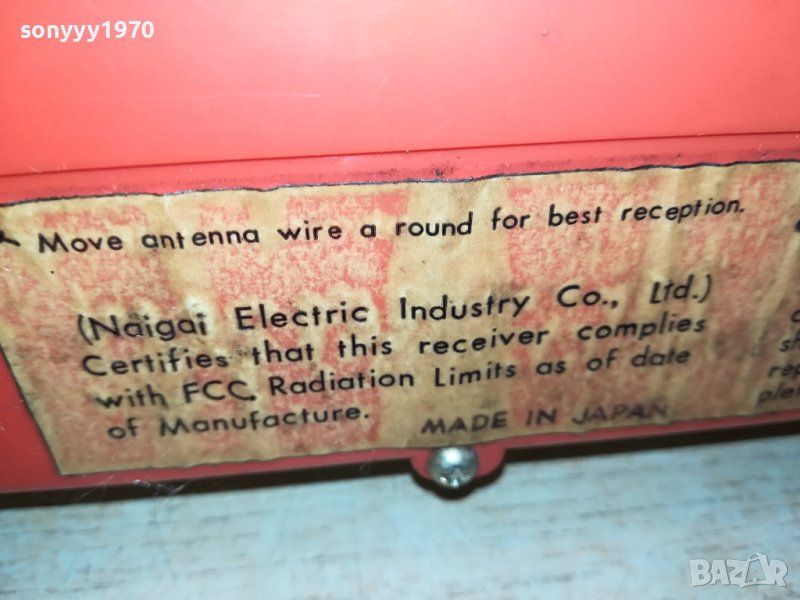 sonyyy1970
Move antenna wire a round for best reception.
(Naigai Electric Industry Co., Ltd.)
Certifies that this receiver complies
with FCC. Radiation Limits as of date
of Manufacture.
MADE IN JAPAN
BAZAR